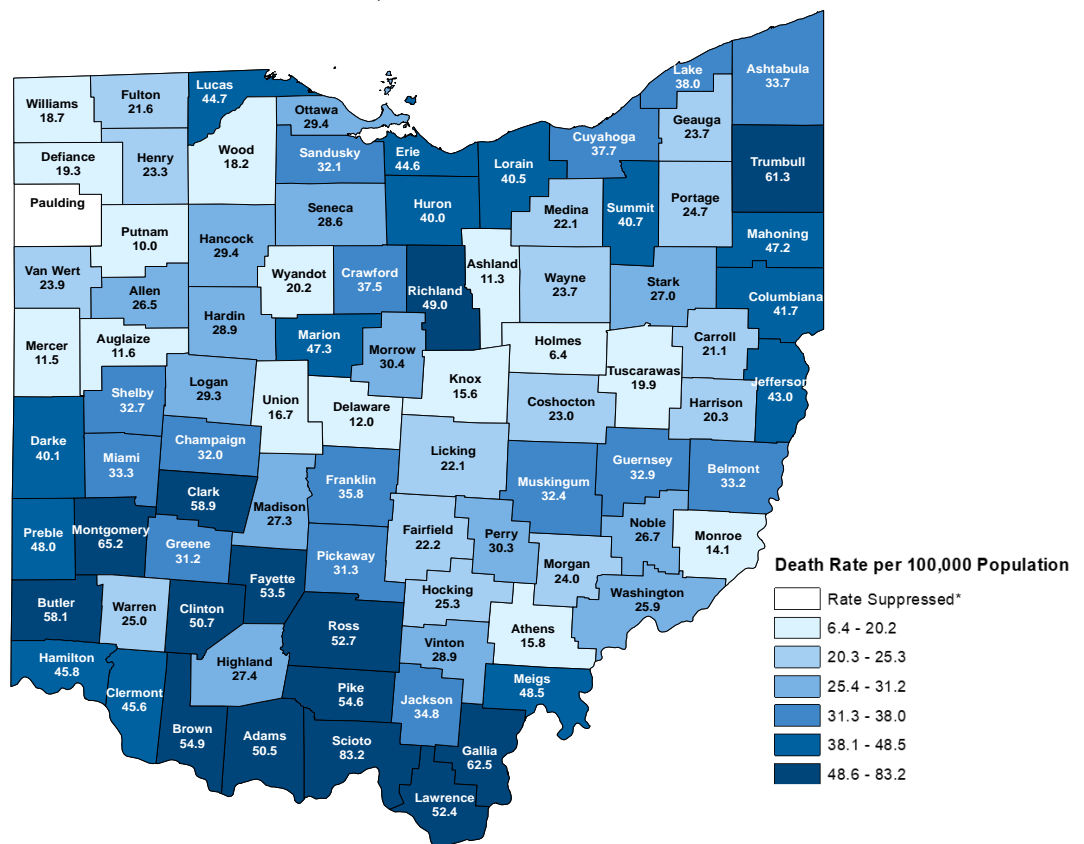 Lake
38.0
Ashtabula
33.7
Williams
18.7
Fulton
21.6
Lucas
44.7
Ottawa
29.4
Geauga
23.7
Cuyahoga
37.7
Defiance
19.3
Henry
23.3
Wood
18.2
Sandusky
32.1
Erie
44.6
Lorain
40.5
Trumbull
61.3
Paulding
Putnam
10.0
Hancock
29.4
Seneca
28.6
Huron
40.0
Medina
22.1
Summit
40.7
Portage
24.7
Mahoning
47.2
Van Wert
23.9
Allen
26.5
Wyandot
20.2
Crawford
37.5
Richland
49.0
Ashland
11.3
Wayne
23.7
Stark
27.0
Columbiana
41.7
Mercer
11.5
Auglaize
11.6
Hardin
28.9
Marion
47.3
Morrow
30.4
Holmes
6.4
Carroll
21.1
Tuscarawas
19.9
Jefferson
43.0
Shelby
32.7
Logan
29.3
Union
16.7
Delaware
12.0
Knox
15.6
Coshocton
23.0
Harrison
20.3
Darke
40.1
Miami
33.3
Champaign
32.0
Licking
22.1
Muskingum
32.4
Guernsey
32.9
Belmont
33.2
Clark
58.9
Madison
27.3
Franklin
35.8
Preble
48.0
Montgomery
65.2
Greene
31.2
Fairfield
22.2
Perry
30.3
Noble
26.7
Monroe
14.1
Pickaway
31.3
Fayette
53.5
Morgan
24.0
Butler
58.1
Warren
25.0
Clinton
50.7
Hocking
25.3
Washington
25.9
Ross
52.7
Athens
15.8
Vinton
28.9
Hamilton
45.8
Highland
27.4
Clermont
45.6
Pike
54.6
Jackson
34.8
Meigs
48.5
Brown
54.9
Adams
50.5
Scioto
83.2
Gallia
62.5
Lawrence
52.4
Death Rate per 100,000 Population
Rate Suppressed*
6.4 - 20.2
20.3 - 25.3
25.4 - 31.2
31.3 - 38.0
38.1 - 48.5
48.6 - 83.2